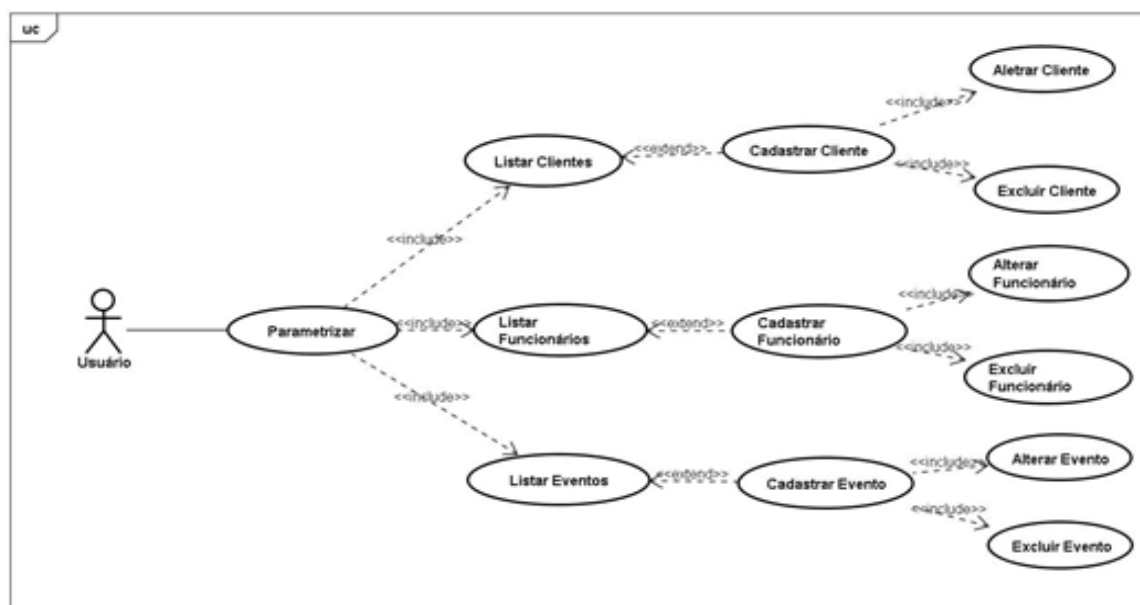 uc
Aletrar Cliente
<<include>>
Listar Clientes
<<extend>>
Cadastrar Cliente
<<include>>
Excluir Cliente
<<include>>
Alterar
Funcionário
<<include>>
Usuário
Parametrizar
<<include>>
Listar
Funcionários
<<extend>>
Cadastrar
Funcionário
<<include>>
Excluir
Funcionário
<<include>>
Listar Eventos
<<extend>>
Cadastrar Evento
<<include>>
Alterar Evento
<<include>>
Excluir Evento